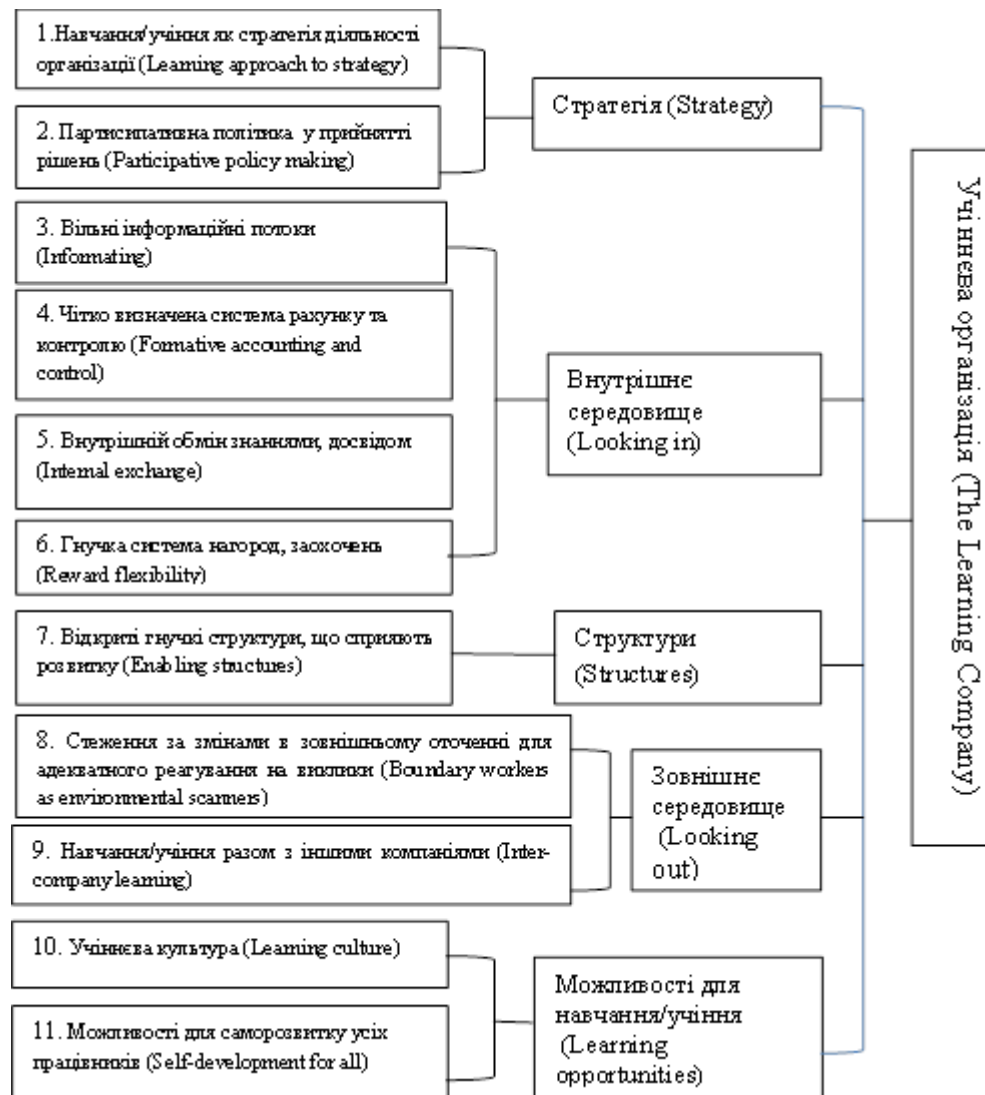 1.Навчання/учіння як стратегія діяльності
організації (Learning approach to strategy)
2. Партисипативна політика у прийнятті
рішень (Participative policy making)
3. Вільні інформаційні потоки
(Informating)
4. Чітко визначена система рахунку та
контролю (Formative accounting and
control)
5. Внутрішній обмін знаннями, досвідом
(Internal exchange)
6. Гнучка система нагород, заохочень
(Reward flexibility)
7. Відкриті гнучкі структури, що сприяють
розвитку (Enabling structures)
8. Стеження за змінами в зовнішньому оточенні для
адекватного реагування на виклики (Boundary workers
as environmental scanners)
9. Навчання/учіння разом з іншими компаніями (Inter-
company learning)
10. Учіннєва культура (Learning culture)
11. Можливості для саморозвитку усіх
працівників (Self-development for all)
Стратегія (Strategy)
Внутрішнє
середовище
(Looking in)
Структури
(Structures)
Зовнішнє
середовище
(Looking
out)
Можливості для
навчання/учіння
(Learning
opportunities)
Учіннєва організація (The Learning Company)